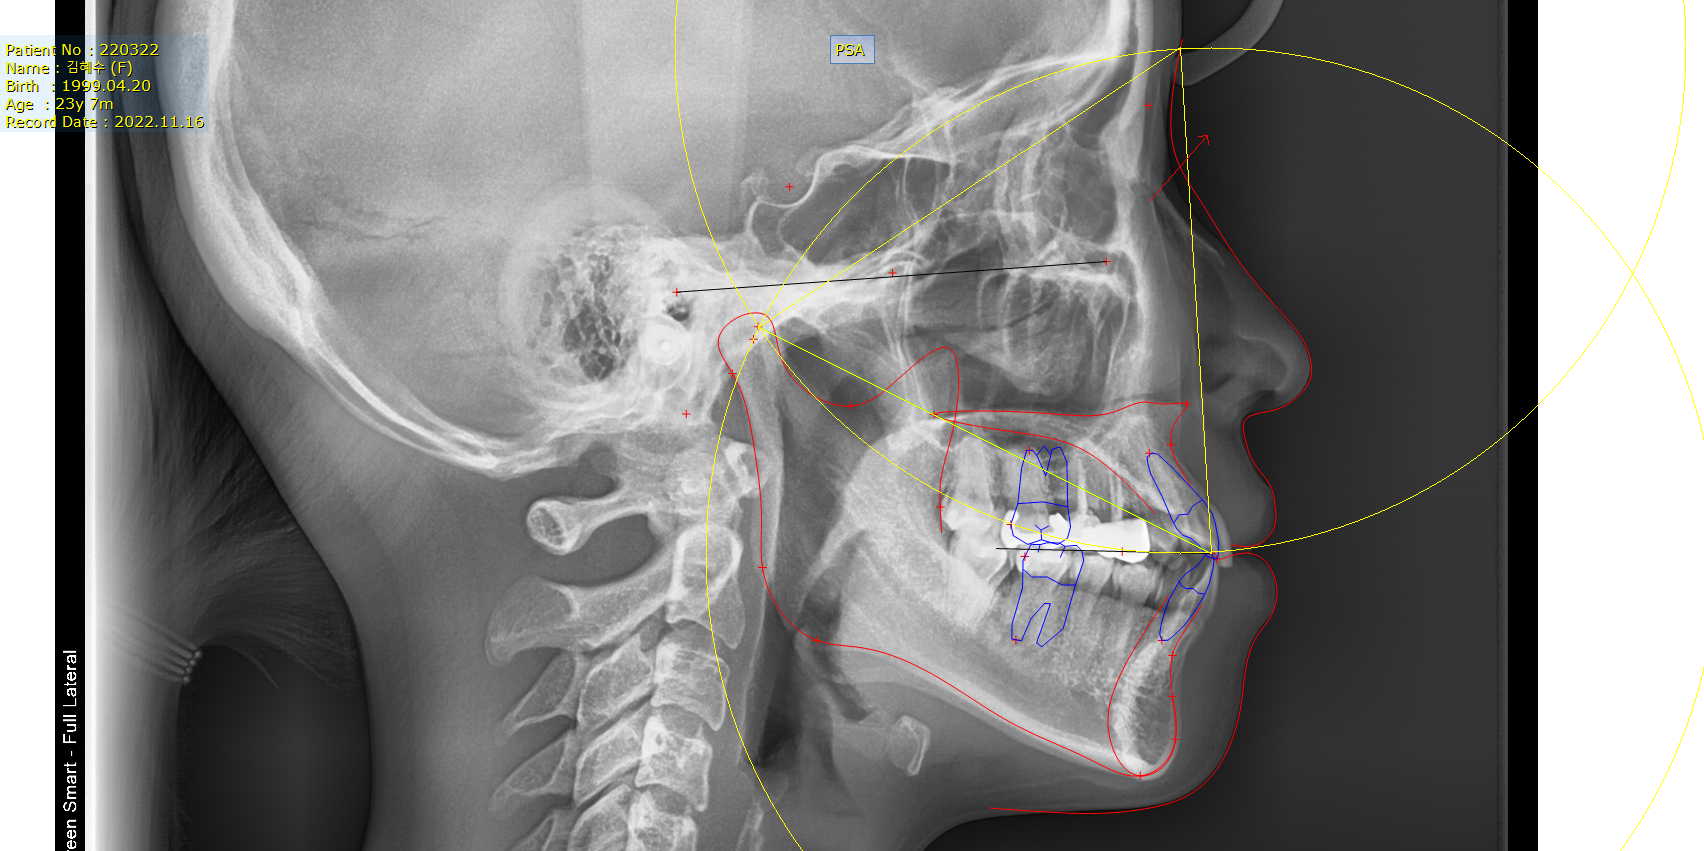 Patient No : 220322
Name : 김혜수 (F)
Birth : 1999.04.20
Age : 23y 7m
Record Date : 2022.11.16
PSA
een Smart - Full Lateral